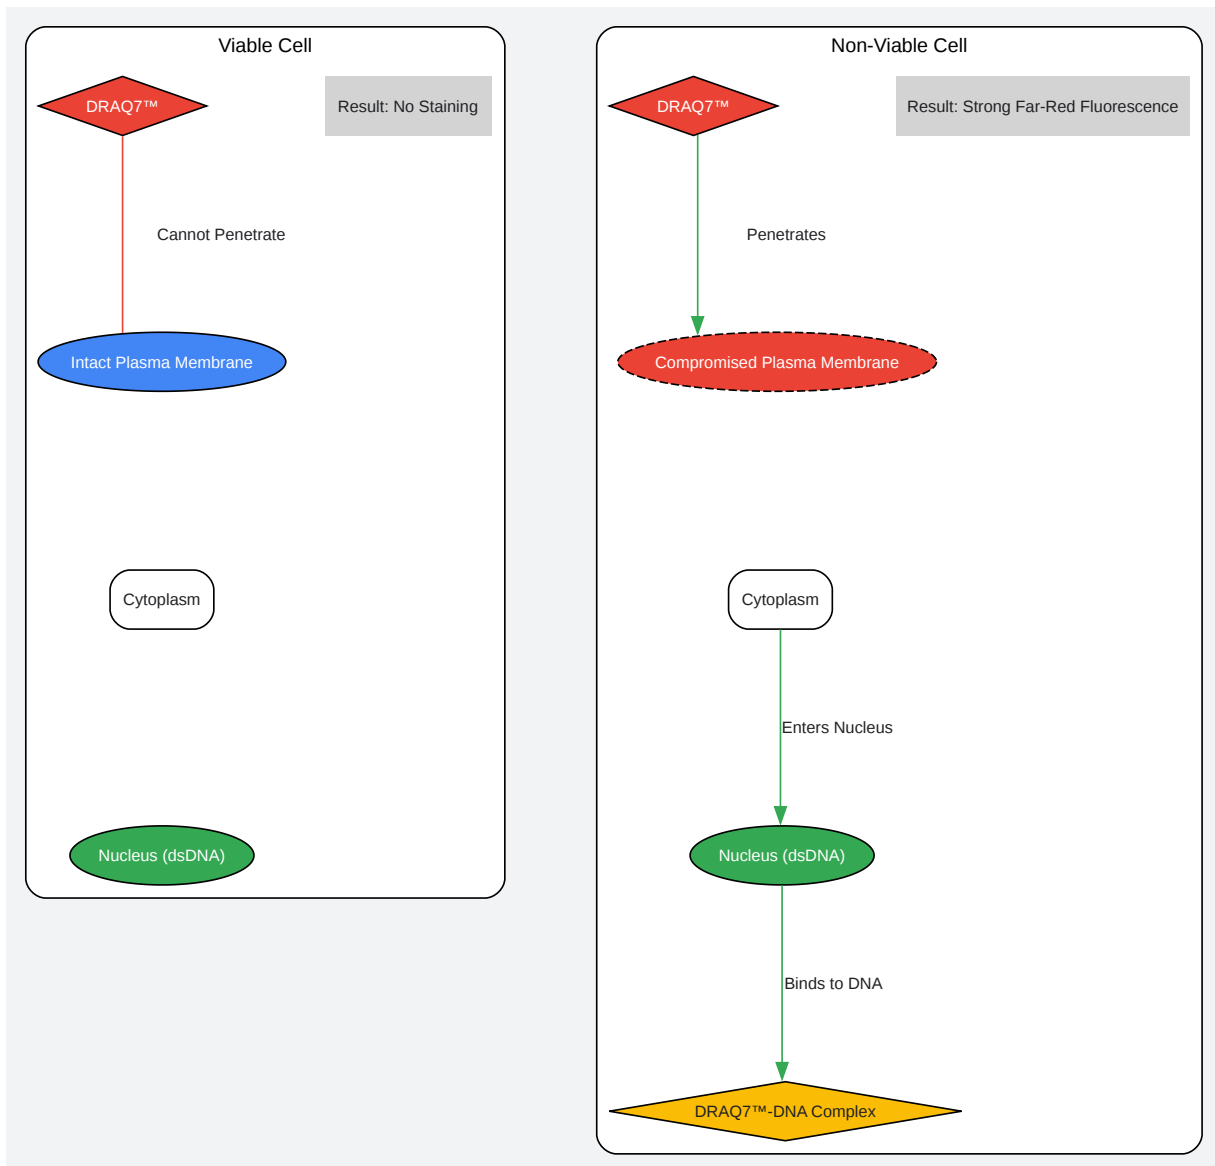 Viable Cell
DRAQ7™
Result: No Staining
Cannot Penetrate
Intact Plasma Membrane
Cytoplasm
Nucleus (dsDNA)
Non-Viable Cell
DRAQ7™
Result: Strong Far-Red Fluorescence
Penetrates
Compromised Plasma Membrane
Cytoplasm
Enters Nucleus
Nucleus (dsDNA)
Binds to DNA
DRAQ7™-DNA Complex